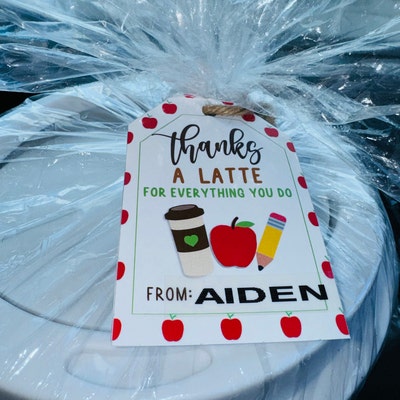 thanks
A LATTE
FOR EVERYTHING YOU DO
FROM: AIDEN